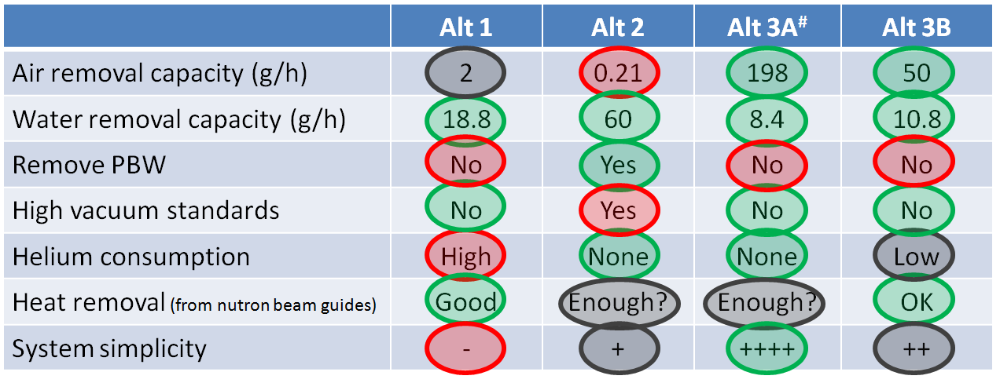 Alt 1 Alt 2 Alt 3A# Alt 3B
Air removal capacity (g/h) 2 0.21 198 50
Water removal capacity (g/h) 18.8 60 8.4 10.8
Remove PBW No Yes No No
High vacuum standards No Yes No No
Helium consumption High None None Low
Heat removal (from nutron beam guides) Good Enough? Enough? OK
System simplicity - + ++++ ++